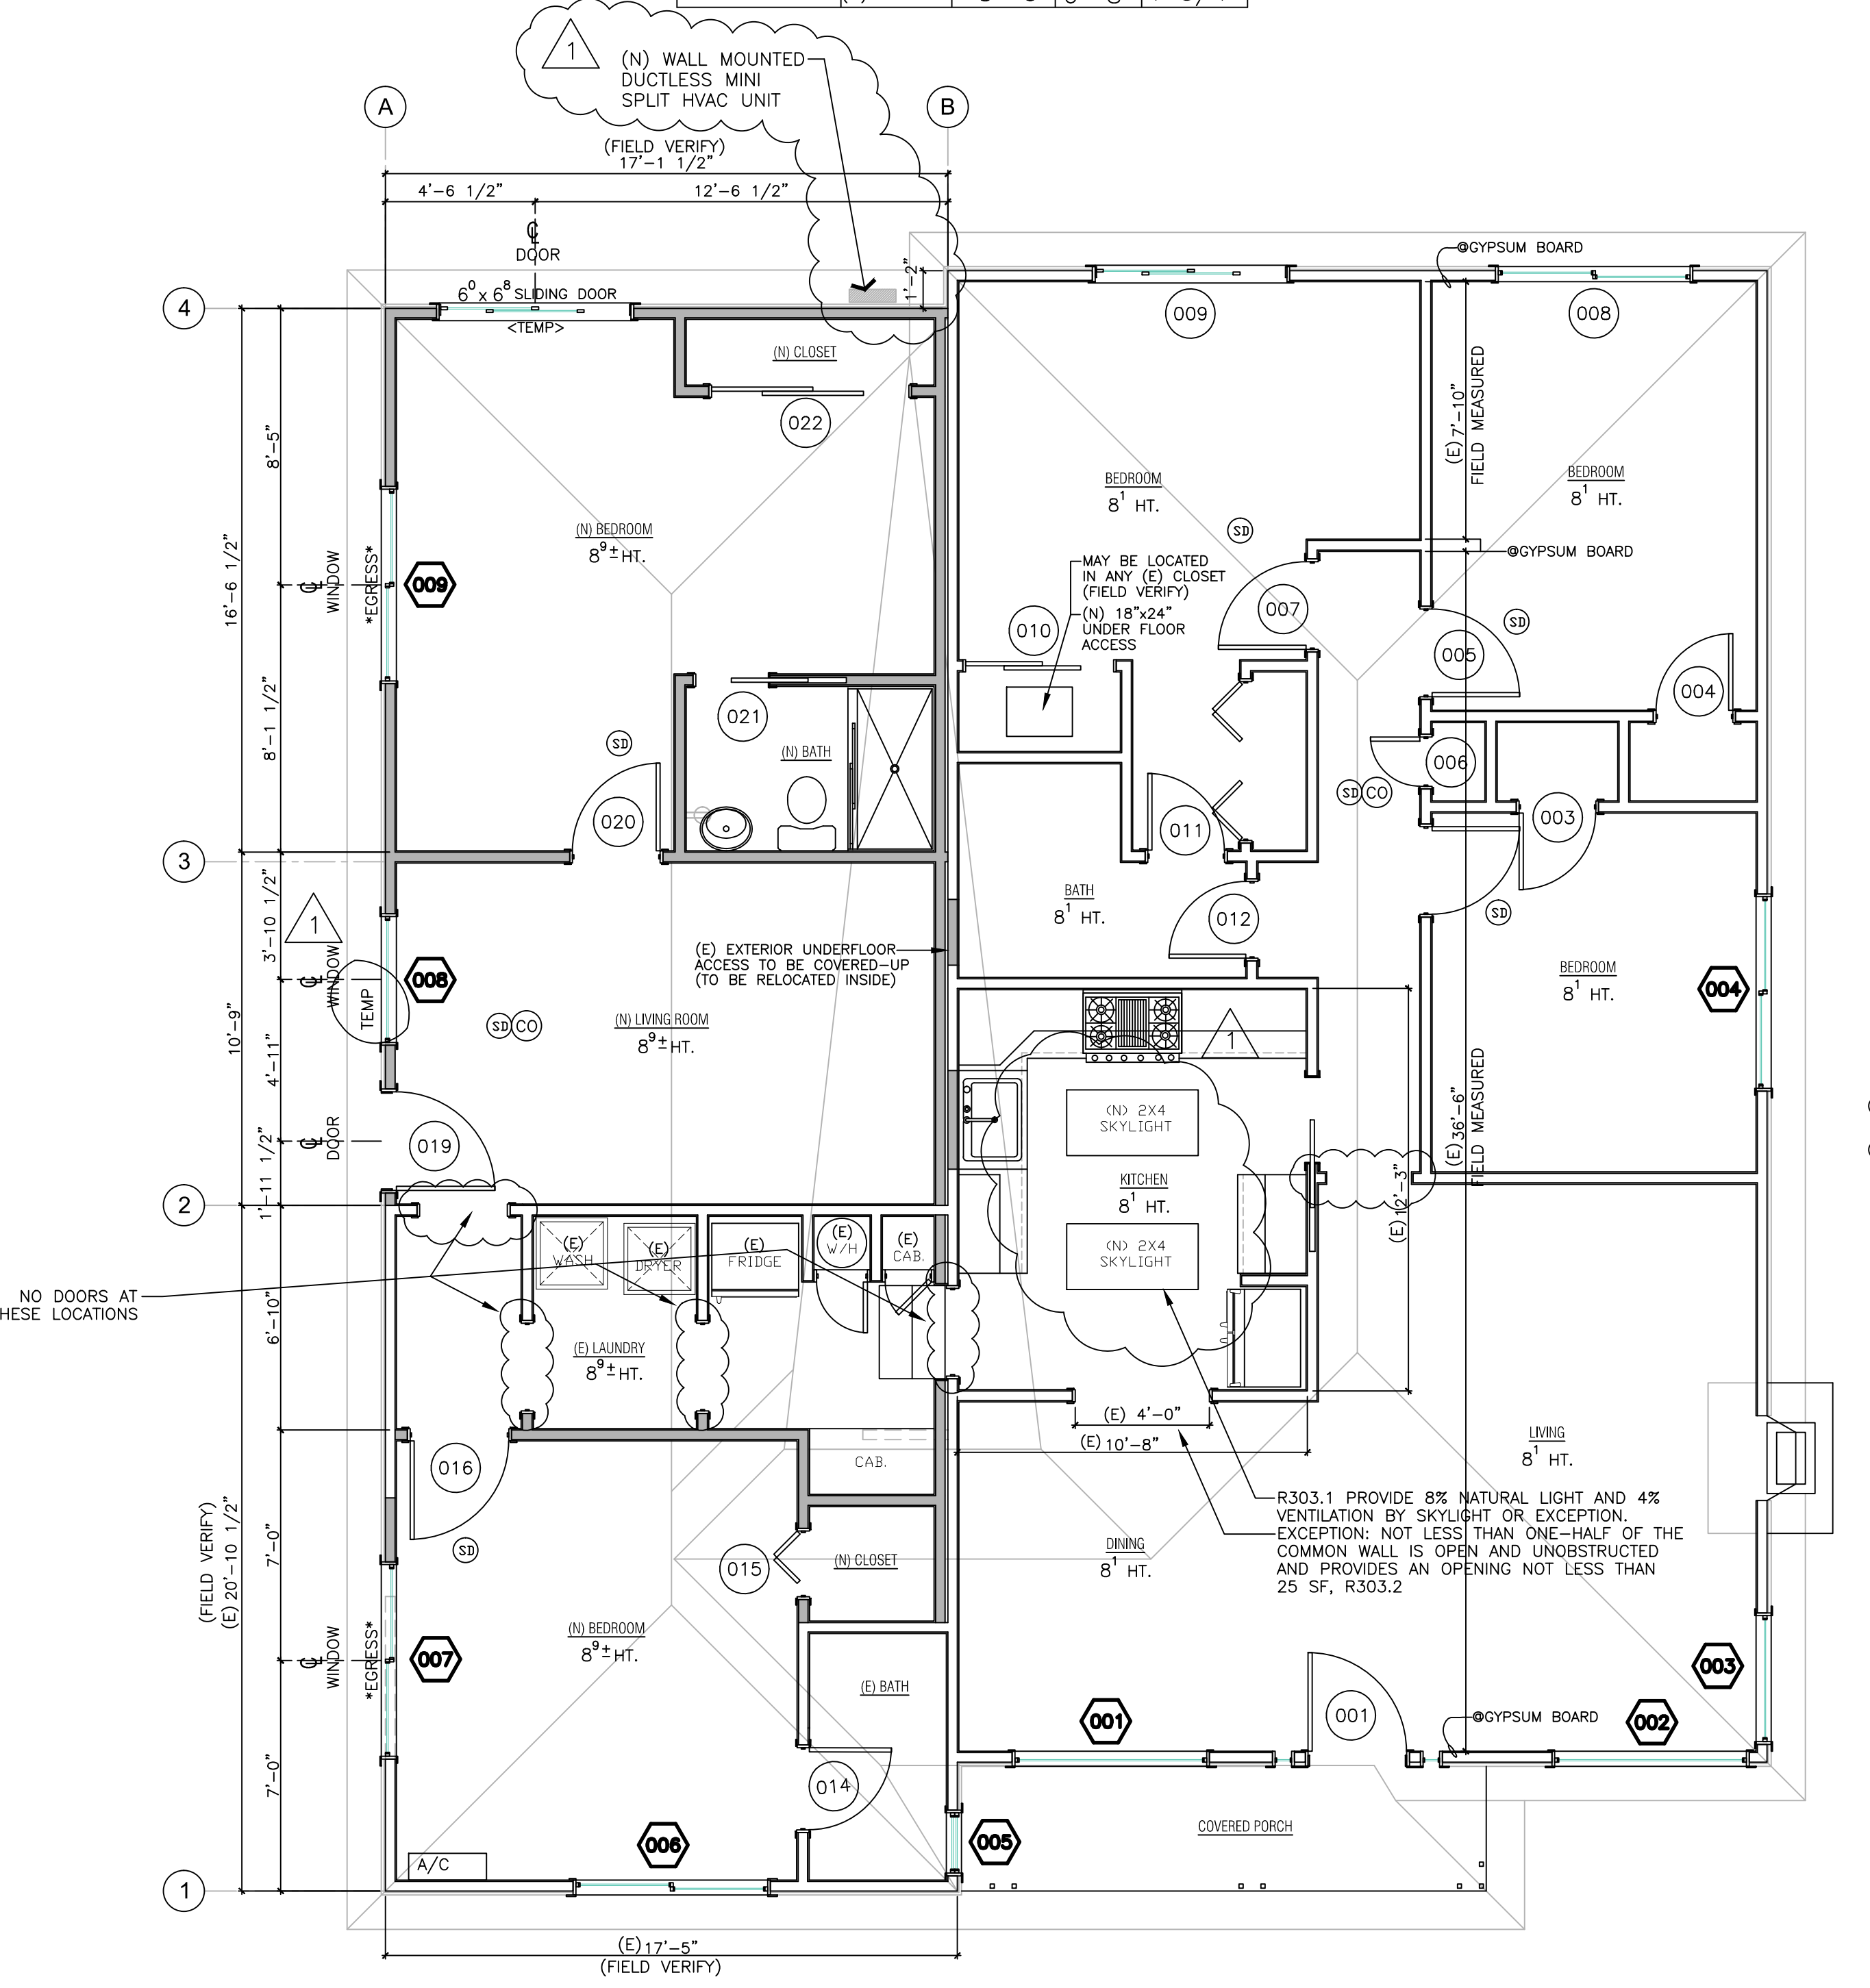 1
(N) WALL MOUNTED
DUCTLESS MINI
SPLIT HVAC UNIT
A
B
(FIELD VERIFY)
17'-1 1/2"
4'-6 1/2"
12'-6 1/2"
℄
DOOR
1'-2"
@GYPSUM BOARD
6⁰ x 6⁸ SLIDING DOOR
<TEMP>
4
009
008
(N) CLOSET
022
8'-5"
(E) 7'-10"
FIELD MEASURED
BEDROOM
8¹ HT.
BEDROOM
8¹ HT.
(N) BEDROOM
8⁹± HT.
SD
@GYPSUM BOARD
16'-6 1/2"
℄
WINDOW
*EGRESS*
009
MAY BE LOCATED
IN ANY (E) CLOSET
(FIELD VERIFY)
(N) 18"x24"
UNDER FLOOR
ACCESS
007
010
SD
005
004
8'-1 1/2"
021
SD
(N) BATH
006
SD CO
020
011
003
3
3'-10 1/2"
1
BATH
8¹ HT.
012
SD
(E) EXTERIOR UNDERFLOOR
ACCESS TO BE COVERED-UP
(TO BE RELOCATED INSIDE)
℄
WINDOW
TEMP
008
BEDROOM
8¹ HT.
004
10'-9"
4'-11"
SD CO
(N) LIVING ROOM
8⁹± HT.
1
(N) 2X4
SKYLIGHT
(E) 36'-6"
FIELD MEASURED
℄
DOOR
019
1'-11 1/2"
KITCHEN
8¹ HT.
(E) 12'-3"
2
(E)
WASH
(E)
DRYER
(E)
FRIDGE
(E)
W/H
(E)
CAB.
(N) 2X4
SKYLIGHT
NO DOORS AT
HESE LOCATIONS
6'-10"
(E) LAUNDRY
8⁹± HT.
(E) 4'-0"
(E) 10'-8"
LIVING
8¹ HT.
016
CAB.
R303.1 PROVIDE 8% NATURAL LIGHT AND 4%
VENTILATION BY SKYLIGHT OR EXCEPTION.
EXCEPTION: NOT LESS THAN ONE-HALF OF THE
COMMON WALL IS OPEN AND UNOBSTRUCTED
AND PROVIDES AN OPENING NOT LESS THAN
25 SF, R303.2
(FIELD VERIFY)
(E) 20'-10 1/2"
7'-0"
SD
015
(N) CLOSET
DINING
8¹ HT.
(N) BEDROOM
8⁹± HT.
℄
WINDOW
*EGRESS*
007
003
(E) BATH
001
001
@GYPSUM BOARD
002
7'-0"
014
006
005
COVERED PORCH
A/C
1
(E) 17'-5"
(FIELD VERIFY)